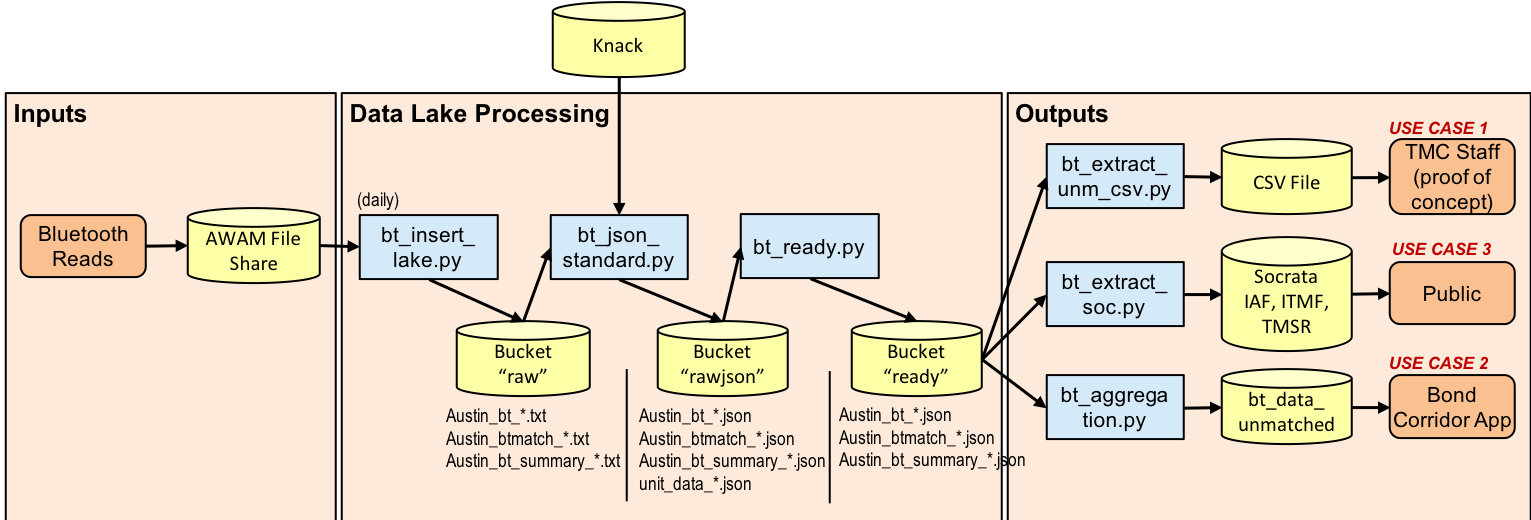 Knack
Inputs
Bluetooth
Reads
AWAM File
Share
Data Lake Processing
(daily)
bt_insert_
lake.py
bt_json_
standard.py
bt_ready.py
Bucket
“raw”
Austin_bt_*.txt
Austin_btmatch_*.txt
Austin_bt_summary_*.txt
Bucket
“rawjson”
Austin_bt_*.json
Austin_btmatch_*.json
Austin_bt_summary_*.json
unit_data_*.json
Bucket
“ready”
Austin_bt_*.json
Austin_btmatch_*.json
Austin_bt_summary_*.json
Outputs
bt_extract_
unm_csv.py
CSV File
USE CASE 1
TMC Staff
(proof of
concept)
bt_extract_
soc.py
Socrata
IAF, ITMF,
TMSR
USE CASE 3
Public
bt_aggrega
tion.py
bt_data_
unmatched
USE CASE 2
Bond
Corridor App